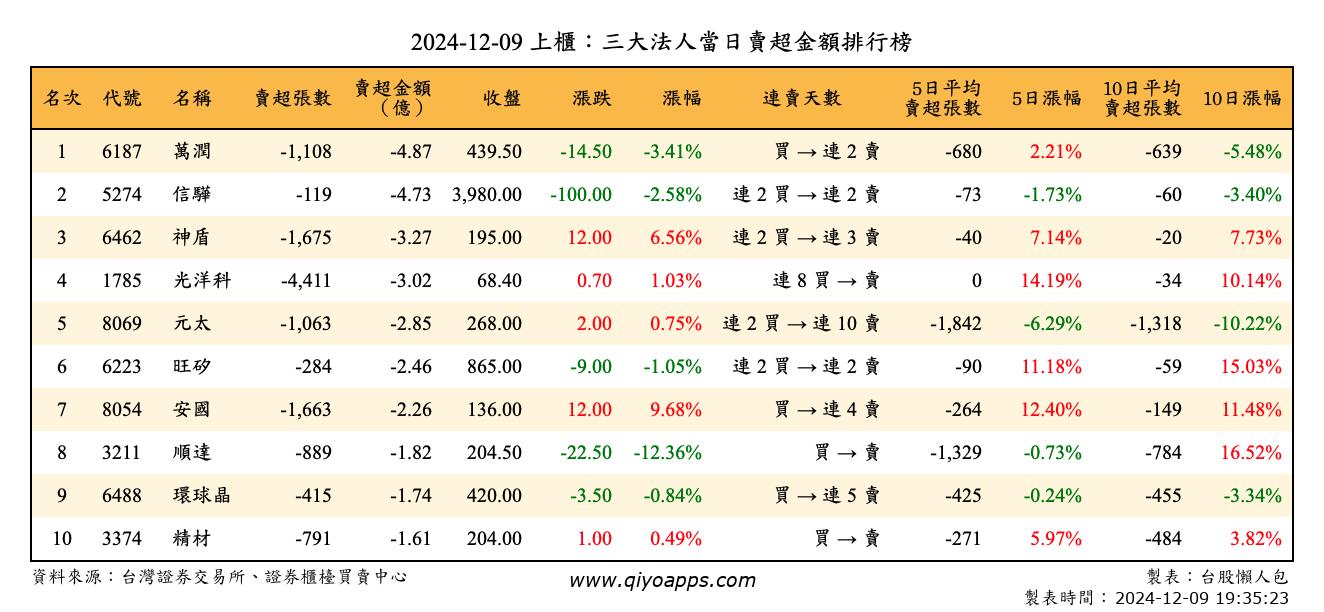 2024-12-09 上櫃：三大法人當日賣超金額排行榜
名次 代號 名稱 賣超張數 賣超金額（億） 收盤 漲跌 漲幅 連賣天數 5日平均賣超張數 5日漲幅 10日平均賣超張數 10日漲幅
1 6187 萬潤 -1,108 -4.87 439.50 -14.50 -3.41% 買 → 連 2 賣 -680 2.21% -639 -5.48%
2 5274 信驊 -119 -4.73 3,980.00 -100.00 -2.58% 連 2 買 → 連 2 賣 -73 -1.73% -60 -3.40%
3 6462 神盾 -1,675 -3.27 195.00 12.00 6.56% 連 2 買 → 連 3 賣 -40 7.14% -20 7.73%
4 1785 光洋科 -4,411 -3.02 68.40 0.70 1.03% 連 8 買 → 賣 0 14.19% -34 10.14%
5 8069 元太 -1,063 -2.85 268.00 2.00 0.75% 連 2 買 → 連 10 賣 -1,842 -6.29% -1,318 -10.22%
6 6223 旺矽 -284 -2.46 865.00 -9.00 -1.05% 連 2 買 → 連 2 賣 -90 11.18% -59 15.03%
7 8054 安國 -1,663 -2.26 136.00 12.00 9.68% 買 → 連 4 賣 -264 12.40% -149 11.48%
8 3211 順達 -889 -1.82 204.50 -22.50 -12.36% 買 → 賣 -1,329 -0.73% -784 16.52%
9 6488 環球晶 -415 -1.74 420.00 -3.50 -0.84% 買 → 連 5 賣 -425 -0.24% -455 -3.34%
10 3374 精材 -791 -1.61 204.00 1.00 0.49% 買 → 賣 -271 5.97% -484 3.82%
資料來源：台灣證券交易所、證券櫃檯買賣中心 www.qiyoapps.com 製表：台股懶人包
製表時間：2024-12-09 19:35:23